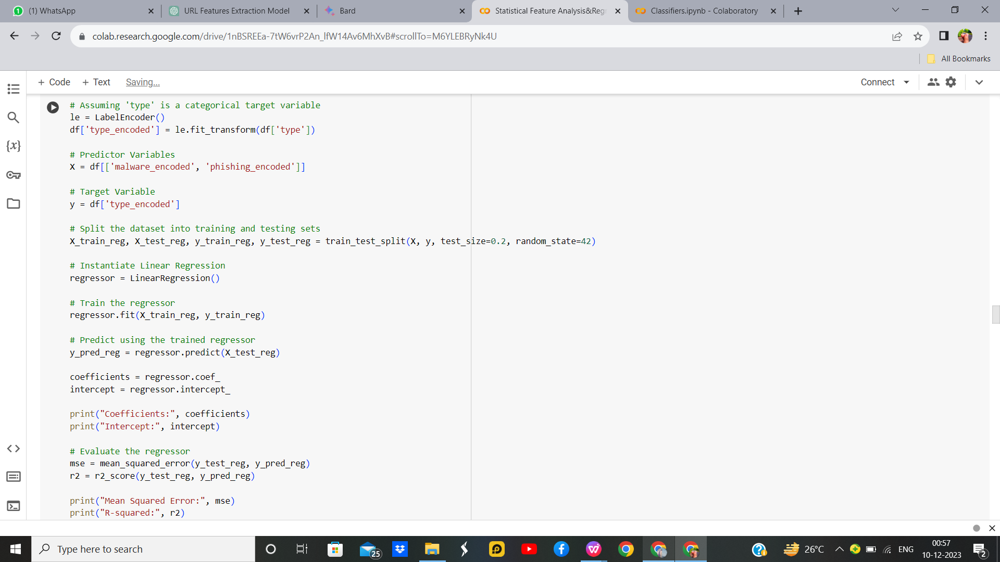 (1) WhatsApp
URL Features Extraction Model
Bard
Statistical Feature Analysis&Reg
Classifiers.ipynb - Colaboratory
colab.research.google.com/drive/1nBSREEa-7tW6vrP2An_lfW14Av6MhXvB#scrollTo=M6YLEBRyNk4U
All Bookmarks
+ Code + Text Saving...
Connect
# Assuming 'type' is a categorical target variable
le = LabelEncoder()
df['type_encoded'] = le.fit_transform(df['type'])
# Predictor Variables
X = df[['malware_encoded', 'phishing_encoded']]
# Target Variable
y = df['type_encoded']
# Split the dataset into training and testing sets
X_train_reg, X_test_reg, y_train_reg, y_test_reg = train_test_split(X, y, test_size=0.2, random_state=42)
# Instantiate Linear Regression
regressor = LinearRegression()
# Train the regressor
regressor.fit(X_train_reg, y_train_reg)
# Predict using the trained regressor
y_pred_reg = regressor.predict(X_test_reg)
coefficients = regressor.coef_
intercept = regressor.intercept_
print("Coefficients:", coefficients)
print("Intercept:", intercept)
# Evaluate the regressor
mse = mean_squared_error(y_test_reg, y_pred_reg)
r2 = r2_score(y_test_reg, y_pred_reg)
print("Mean Squared Error:", mse)
print("R-squared:", r2)
Type here to search
25
26°C
ENG
00:57
10-12-2023
2